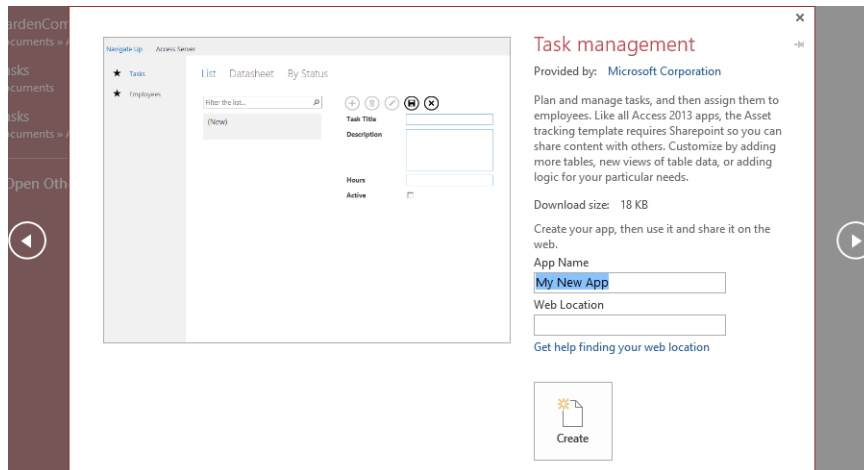 ardenCom
ocuments » A
asks
ocuments
asks
ocuments » A
Open Oth
Navigate Up Access Server
Tasks
Employees
List Datasheet By Status
Filter the list...
(New)
Task Title
Description
Hours
Active
Task management
Provided by: Microsoft Corporation
Plan and manage tasks, and then assign them to
employees. Like all Access 2013 apps, the Asset
tracking template requires Sharepoint so you can
share content with others. Customize by adding
more tables, new views of table data, or adding
logic for your particular needs.
Download size: 18 KB
Create your app, then use it and share it on the
web.
App Name
My New App
Web Location
Get help finding your web location
Create